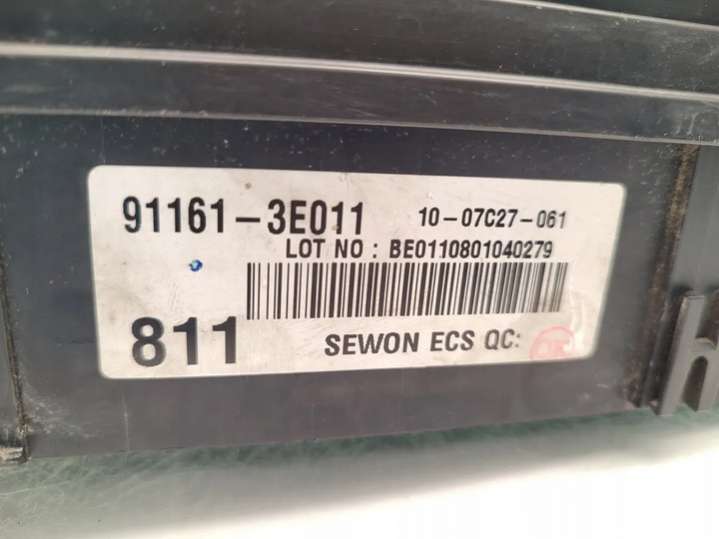 91161-3E011 10-07C27-061
LOT NO : BE0110801040279
811 SEWON ECS QC: